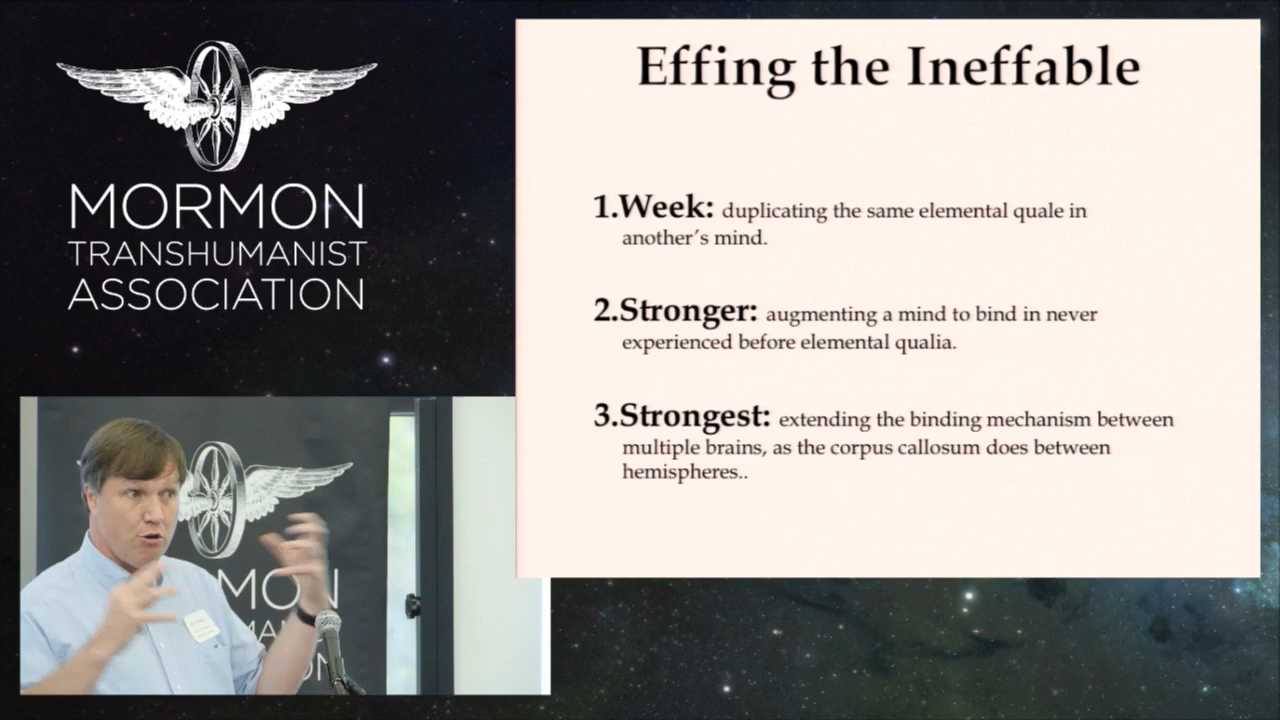 MORMON
TRANSHUMANIST
ASSOCIATION
Effing the Ineffable
1.Week: duplicating the same elemental quale in
another's mind.
2.Stronger: augmenting a mind to bind in never
experienced before elemental qualia.
3.Strongest: extending the binding mechanism between
multiple brains, as the corpus callosum does between
hemispheres..